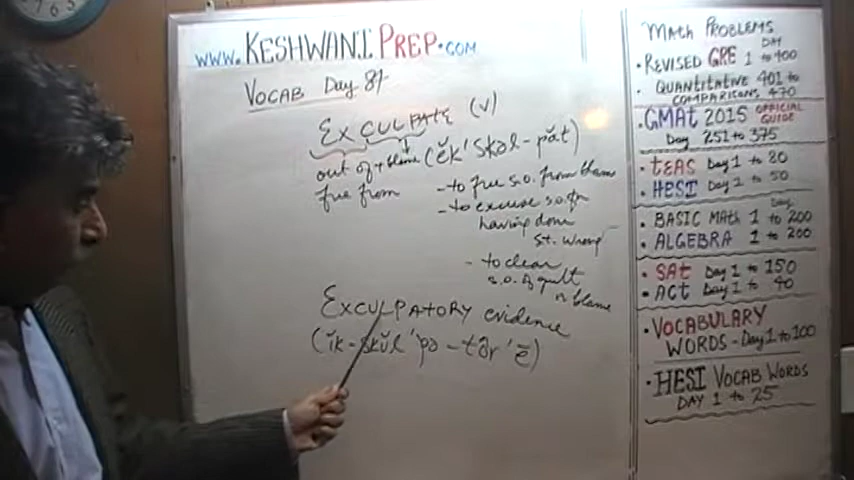 www.KESHWANIPREP.com
VOCAB Day 81
EXCULPATE (v)
out of + blame (ĕk'skəl-pāt)
free from
- to free s.o. from blame
- to excuse s.o. for
having done
st. wrong
- to clear
s.o. of guilt
or blame
EXCULPATORY evidence
(ĭk-skŭl'pə-tôr'ē)
MATH PROBLEMS
• REVISED GRE DAY 1 to 400
• QUANTITATIVE COMPARISONS 401 to 470
• GMAT 2015 OFFICIAL GUIDE
Day 251 to 375
• TEAS Day 1 to 20
• HESI Day 1 to 50
• BASIC MATH Day 1 to 200
• ALGEBRA 1 to 200
• SAT Day 1 to 150
• ACT Day 1 to 40
• VOCABULARY
WORDS - Day 1 to 100
• HESI VOCAB WORDS
DAY 1 to 25